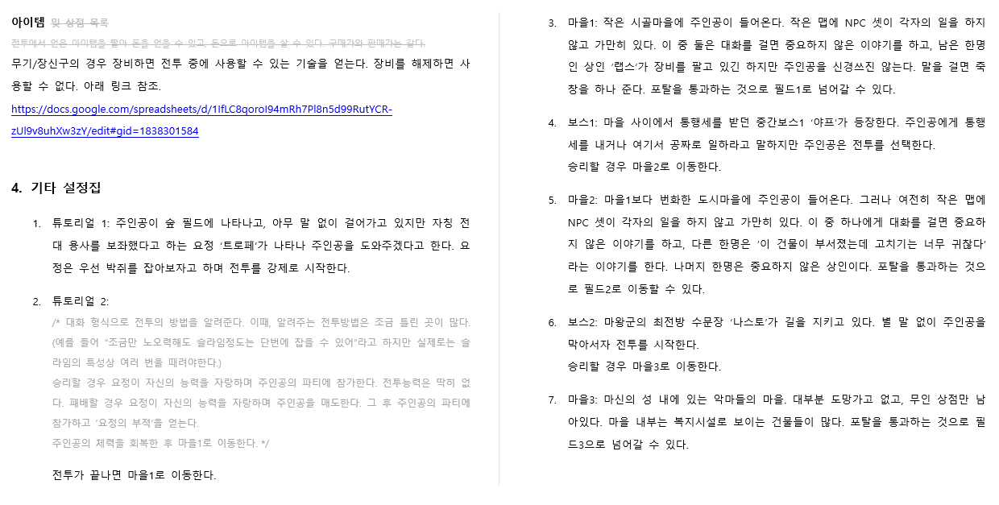 아이템 및 상점 목록
전투에서 얻은 아이템을 팔아 돈을 얻을 수 있고, 돈으로 아이템을 살 수 있다. 구매가와 판매가는 같다.
무기/장신구의 경우 장비하면 전투 중에 사용할 수 있는 기술을 얻는다. 장비를 해제하면 사
용할 수 없다. 아래 링크 참조.
https://docs.google.com/spreadsheets/d/1IfLC8qoroI94mRh7Pl8n5d99RutYCR-
zUl9v8uhXw3zY/edit#gid=1838301584
4. 기타 설정집
1. 튜토리얼 1: 주인공이 숲 필드에 나타나고, 아무 말 없이 걸어가고 있지만 자칭 전
대 용사를 보좌했다고 하는 요정 ‘트로페’가 나타나 주인공을 도와주겠다고 한다. 요
정은 우선 박쥐를 잡아보자고 하며 전투를 강제로 시작한다.
2. 튜토리얼 2:
/* 대화 형식으로 전투의 방법을 알려준다. 이때, 알려주는 전투방법은 조금 틀린 곳이 많다.
(예를 들어 “조금만 노오력해도 슬라임정도는 단번에 잡을 수 있어”라고 하지만 실제로는 슬
라임의 특성상 여러 번을 때려야한다.)
승리할 경우 요정이 자신의 능력을 자랑하며 주인공의 파티에 참가한다. 전투능력은 딱히 없
다. 패배할 경우 요정이 자신의 능력을 자랑하며 주인공을 매도한다. 그 후 주인공의 파티에
참가하고 ‘요정의 부적’을 얻는다.
주인공의 체력을 회복한 후 마을1로 이동한다. */
전투가 끝나면 마을1로 이동한다.
3. 마을1: 작은 시골마을에 주인공이 들어온다. 작은 맵에 NPC 셋이 각자의 일을 하지
않고 가만히 있다. 이 중 둘은 대화를 걸면 중요하지 않은 이야기를 하고, 남은 한명
인 상인 ‘랩스’가 장비를 팔고 있긴 하지만 주인공을 신경쓰진 않는다. 말을 걸면 죽
창을 하나 준다. 포탈을 통과하는 것으로 필드1로 넘어갈 수 있다.
4. 보스1: 마을 사이에서 통행세를 받던 중간보스1 ‘야프’가 등장한다. 주인공에게 통행
세를 내거나 여기서 공짜로 일하라고 말하지만 주인공은 전투를 선택한다.
승리할 경우 마을2로 이동한다.
5. 마을2: 마을1보다 번화한 도시마을에 주인공이 들어온다. 그러나 여전히 작은 맵에
NPC 셋이 각자의 일을 하지 않고 가만히 있다. 이 중 하나에게 대화를 걸면 중요하
지 않은 이야기를 하고, 다른 한명은 ‘이 건물이 부서졌는데 고치기는 너무 귀찮다’
라는 이야기를 한다. 나머지 한명은 중요하지 않은 상인이다. 포탈을 통과하는 것으
로 필드2로 이동할 수 있다.
6. 보스2: 마왕군의 최전방 수문장 ‘나스토’가 길을 지키고 있다. 별 말 없이 주인공을
막아서자 전투를 시작한다.
승리할 경우 마을3로 이동한다.
7. 마을3: 마신의 성 내에 있는 악마들의 마을. 대부분 도망가고 없고, 무인 상점만 남
아있다. 마을 내부는 복지시설로 보이는 건물들이 많다. 포탈을 통과하는 것으로 필
드3으로 넘어갈 수 있다.